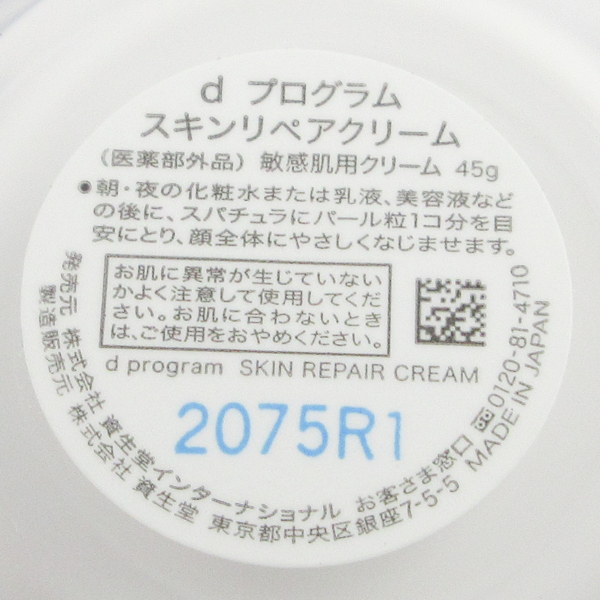 d プログラム
スキンリペアクリーム
（医薬部外品）敏感肌用クリーム 45g
●朝・夜の化粧水または乳液、美容液など
の後に、スパチュラにパール粒1コ分を目
安にとり、顔全体にやさしくなじませます。
お肌に異常が生じていない
かよく注意して使用してくだ
さい。お肌に合わないとき
は、ご使用をおやめください。
d program SKIN REPAIR CREAM
2075R1
発売元 株式会社 資生堂インターナショナル お客さま窓口 0120-81-4710
製造販売元 株式会社 資生堂 東京都中央区銀座7-5-5 MADE IN JAPAN